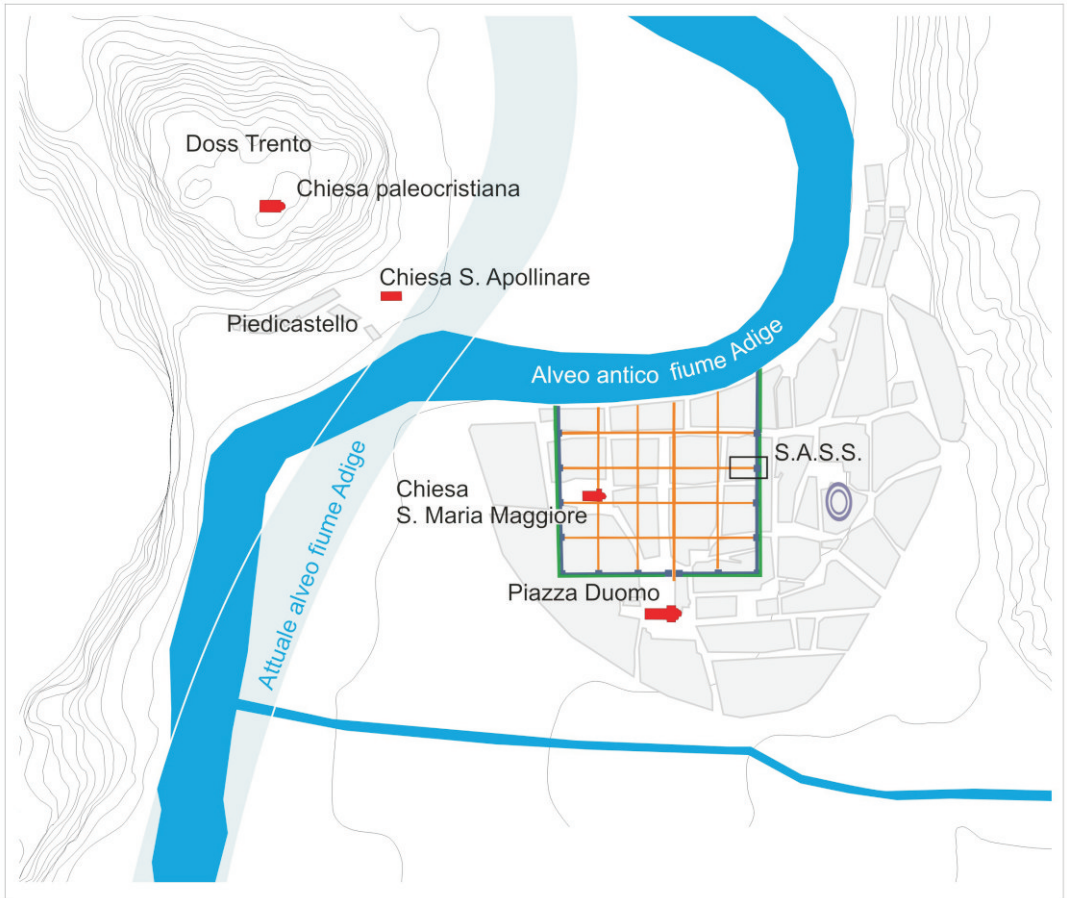 Doss Trento
Chiesa paleocristiana
Chiesa S. Apollinare
Piedicastello
Alveo antico fiume Adige
S.A.S.S.
Chiesa
S. Maria Maggiore
Attuale alveo fiume Adige
Piazza Duomo